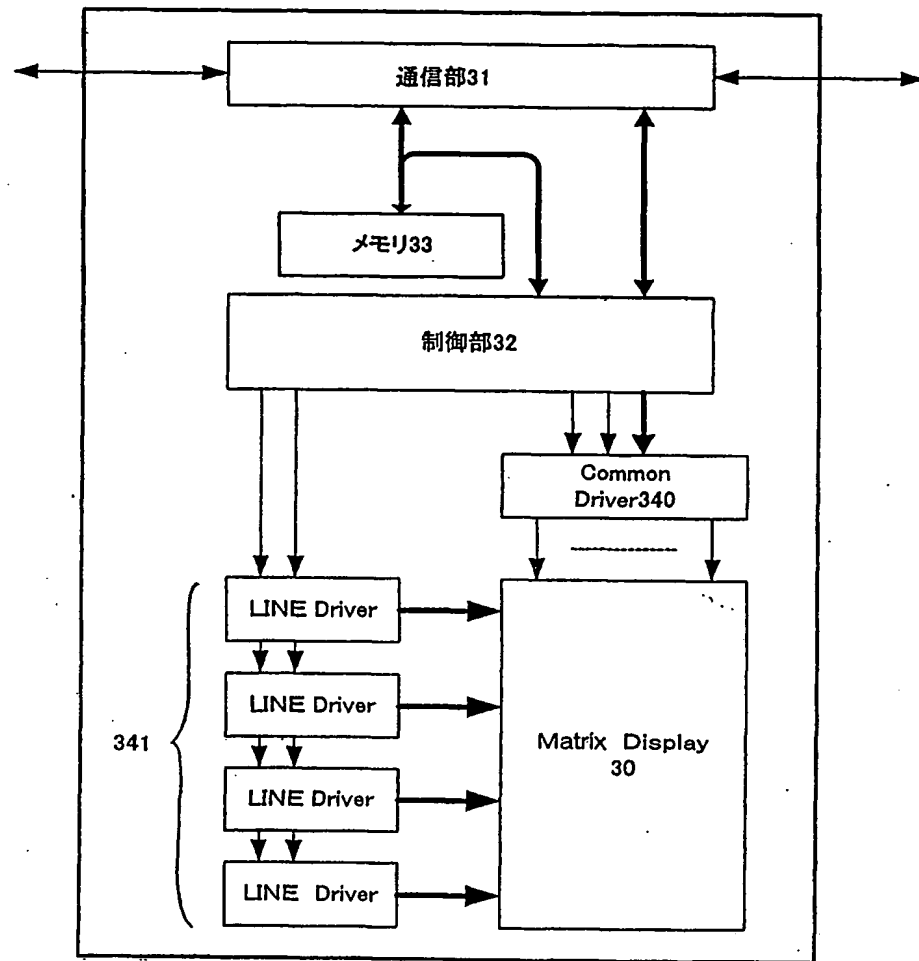 通信部31
メモリ33
制御部32
Common
Driver340
LINE Driver
LINE Driver
341
Matrix Display
30
LINE Driver
LINE Driver